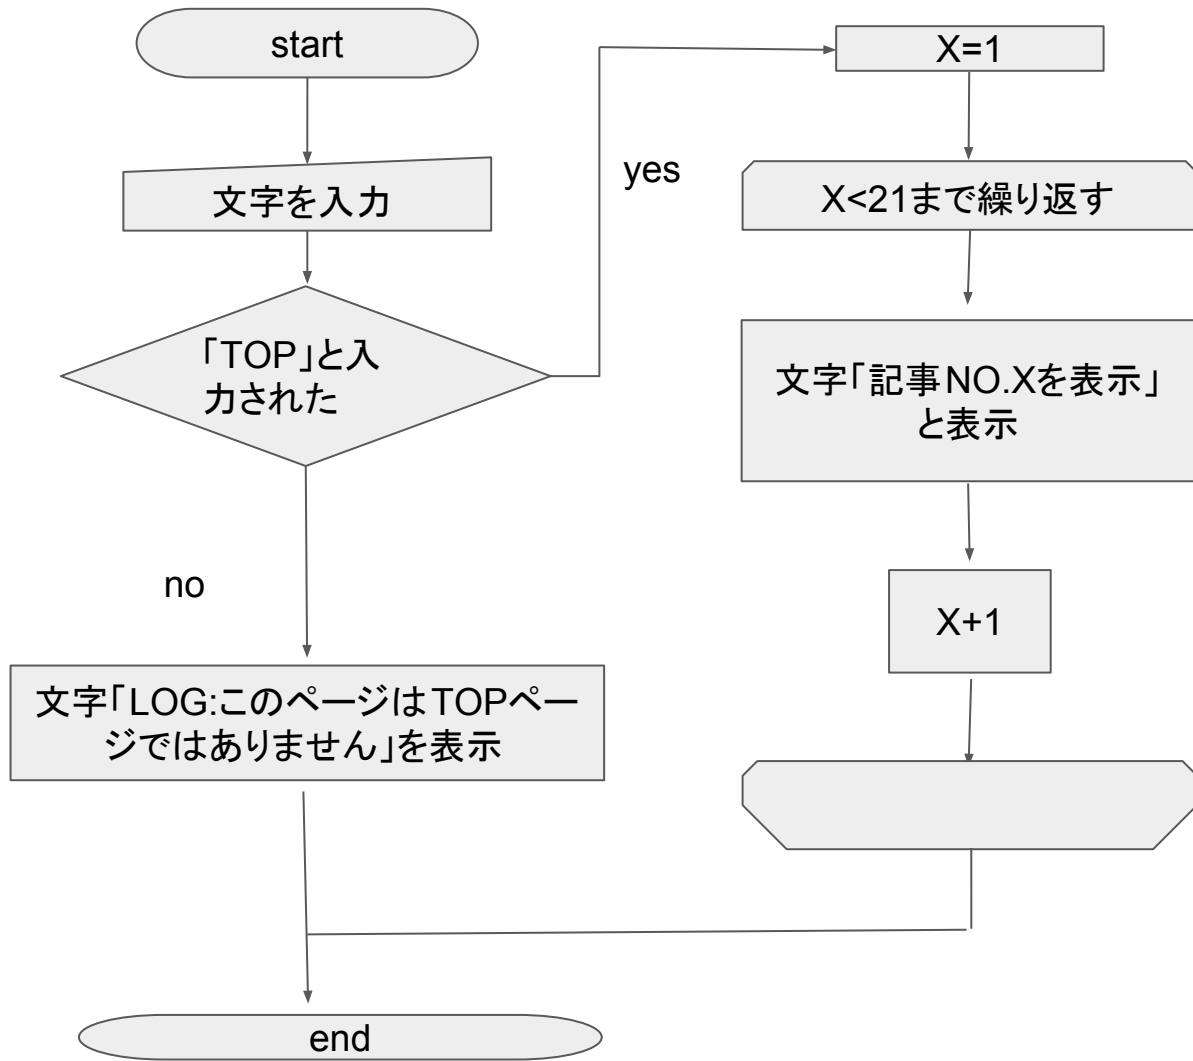 start
文字を入力
「TOP」と入
力された
yes
no
文字「LOG:このページはTOPペー
ジではありません」を表示
X=1
X<21まで繰り返す
文字「記事NO.Xを表示」
と表示
X+1
end